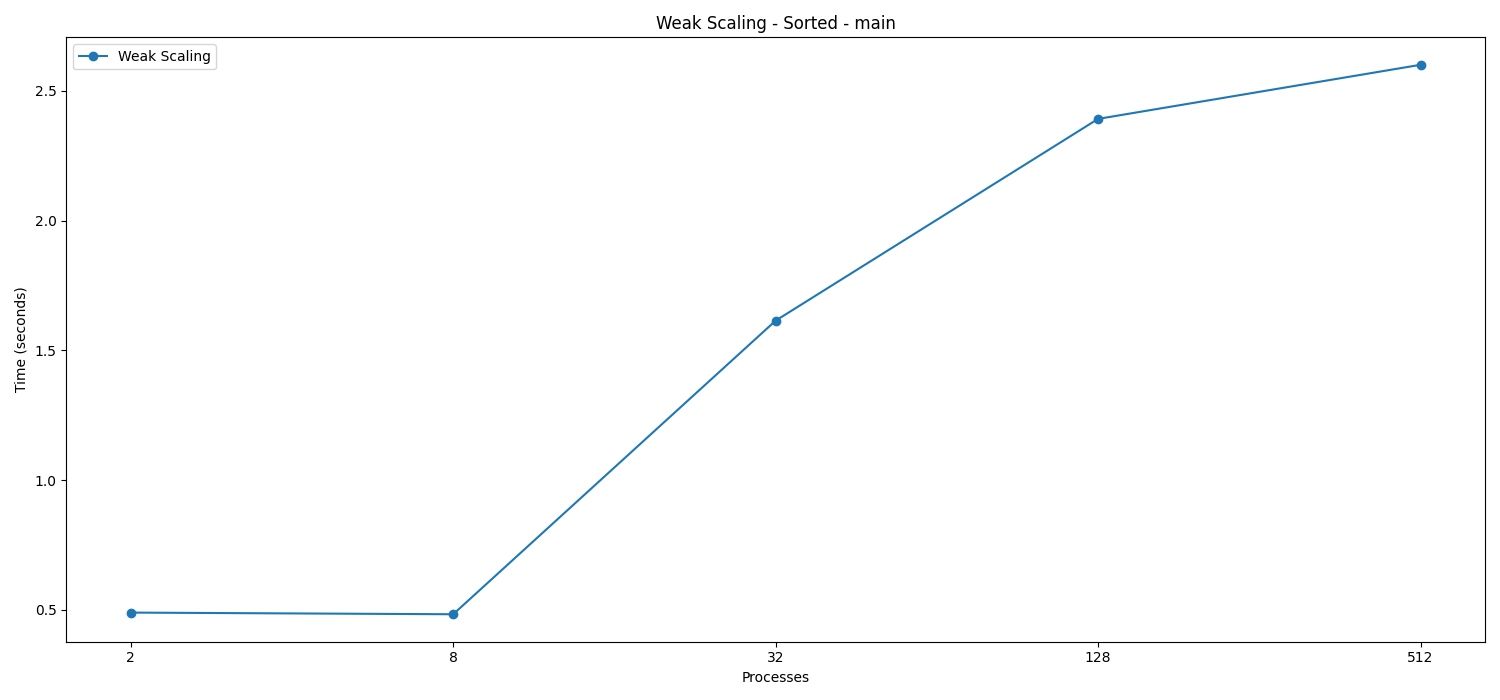 Weak Scaling - Sorted - main
Weak Scaling
2.5
2.0
1.5
1.0
0.5
Time (seconds)
2 8 32 128 512
Processes